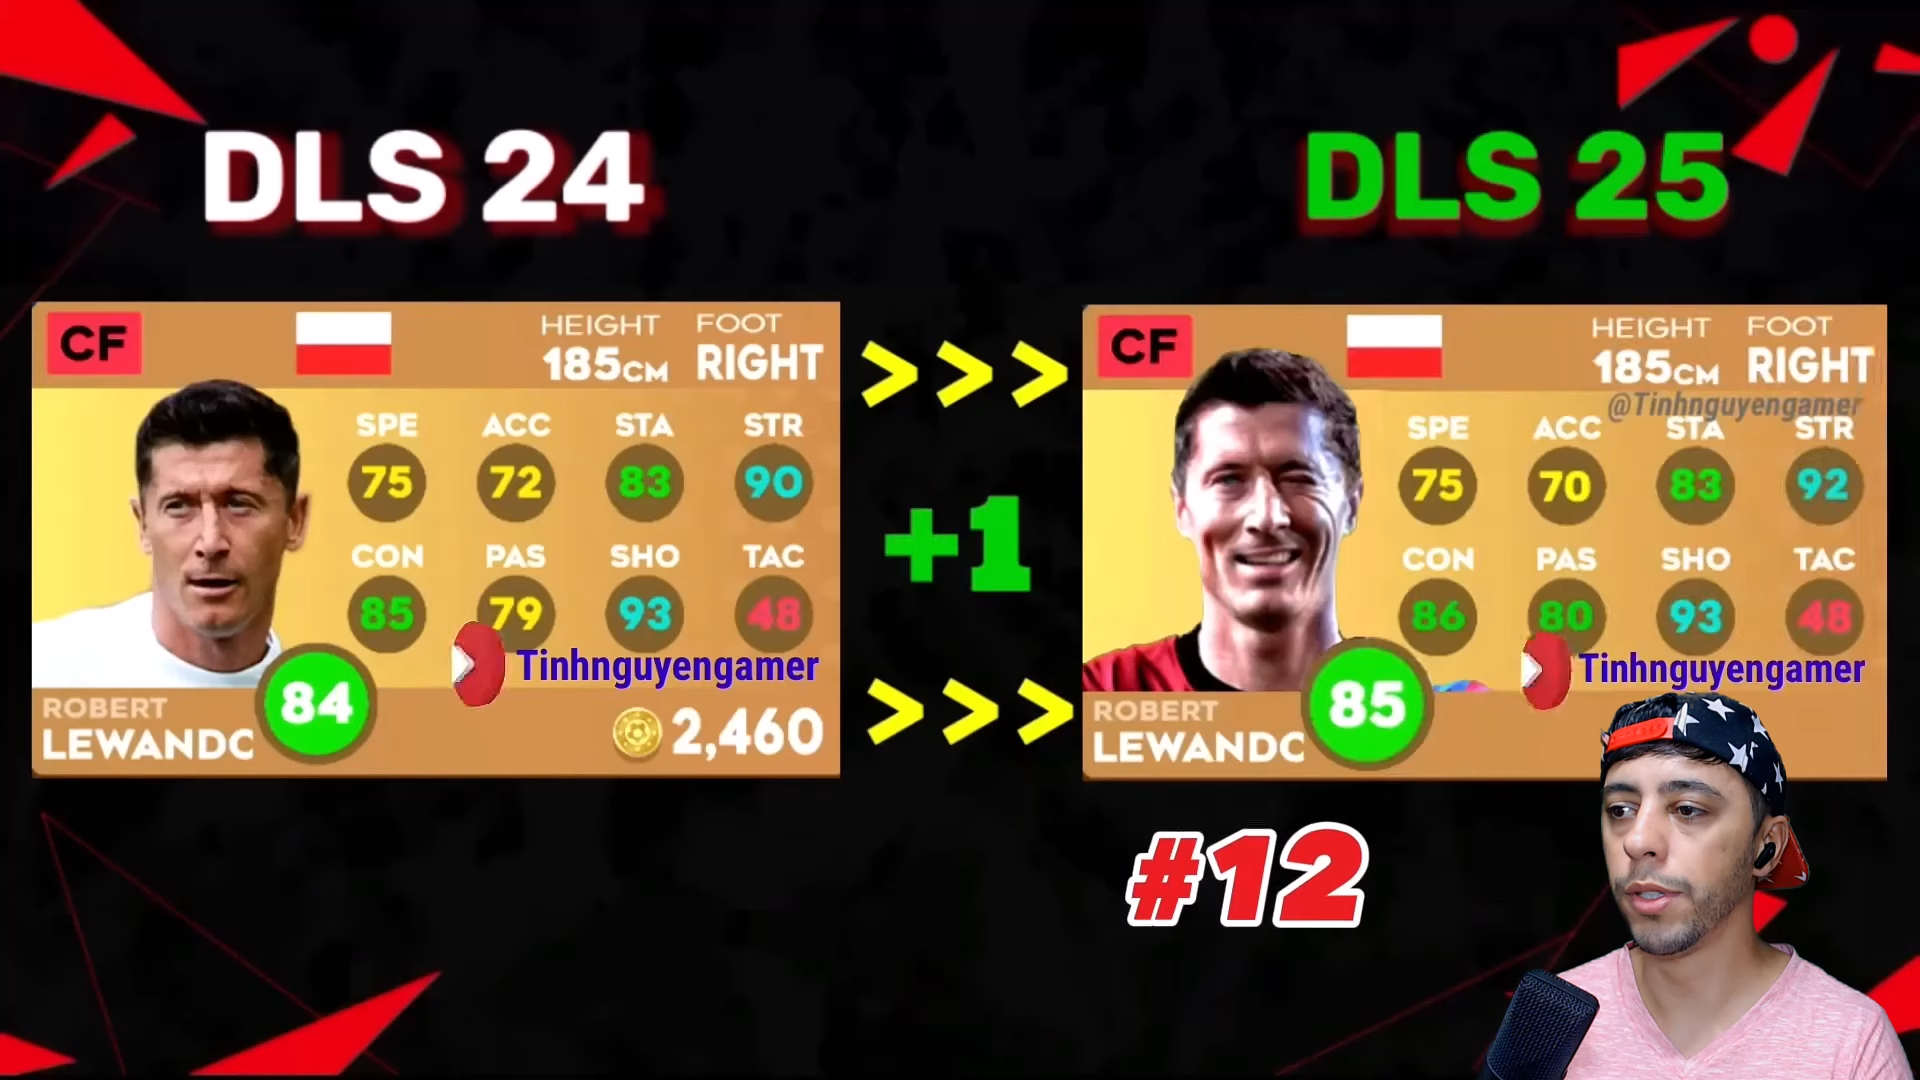 DLS 24
DLS 25
CF
HEIGHT
185CM
FOOT
RIGHT
SPE
ACC
STA
STR
75
72
83
90
CON
PAS
SHO
TAC
85
79
93
48
Tinhnguyengamer
ROBERT
LEWANDO
84
2,460
>>>
+1
>>>
CF
HEIGHT
185CM
FOOT
RIGHT
@Tinhnguyengamer
SPE
ACC
STA
STR
75
70
83
92
CON
PAS
SHO
TAC
86
80
93
48
Tinhnguyengamer
ROBERT
LEWANDO
85
#12